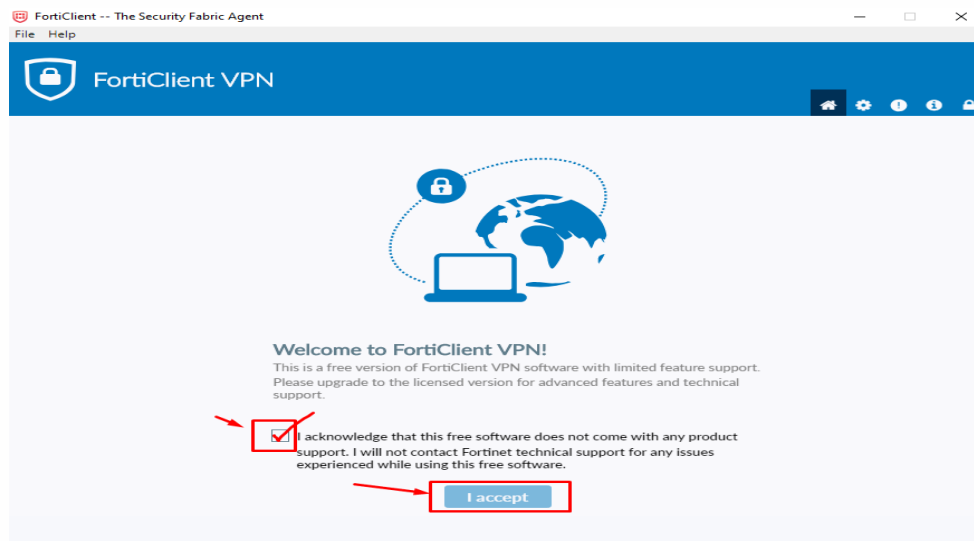 FortiClient -- The Security Fabric Agent
File Help
FortiClient VPN
Welcome to FortiClient VPN!
This is a free version of FortiClient VPN software with limited feature support.
Please upgrade to the licensed version for advanced features and technical
support.
I acknowledge that this free software does not come with any product
support. I will not contact Fortinet technical support for any issues
experienced while using this free software.
I accept